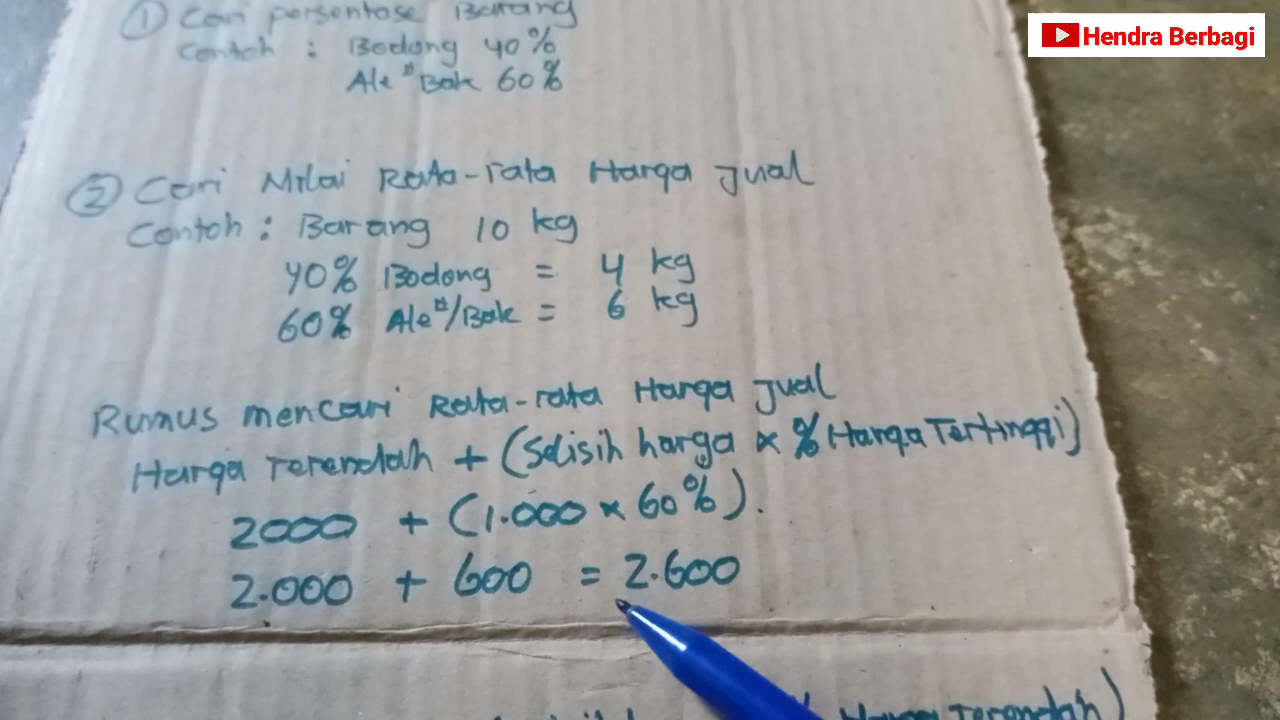 ① Cari persentase Barang
Contoh : Bodong 40%
Ale" Bak 60%
② Cari Nilai Rata-rata Harga Jual
Contoh : Barang 10 kg
40% Bodong = 4 kg
60% Ale"/Bak = 6 kg
Rumus mencari Rata-rata Harga Jual
Harga Terendah + (Selisih harga x % Harga Tertinggi)
2000 + (1.000 x 60%).
2.000 + 600 = 2.600
Harga Terendah)
Hendra Berbagi